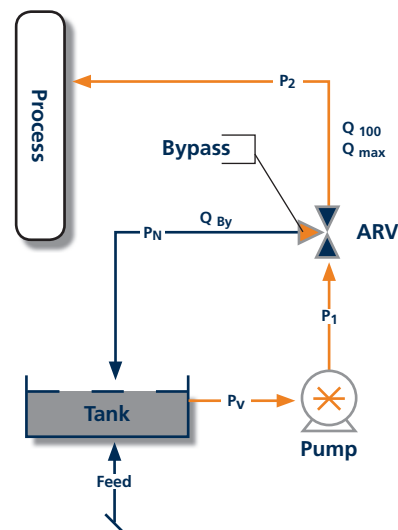 Process
P2
Q 100
Q max
Bypass
Q By
PN
ARV
P1
Tank
PV
Pump
Feed